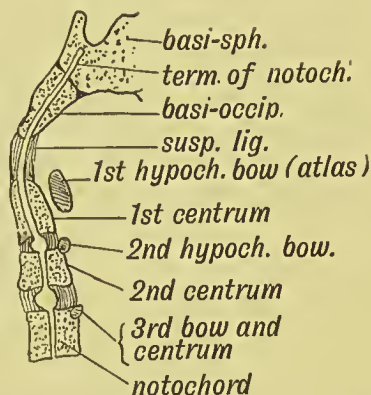 basi-sph.
term. of notoch.
basi-occip.
susp. lig.
1st hypoch. bow (atlas)
1st centrum
2nd hypoch. bow.
2nd centrum
3rd bow and
centrum
notochord